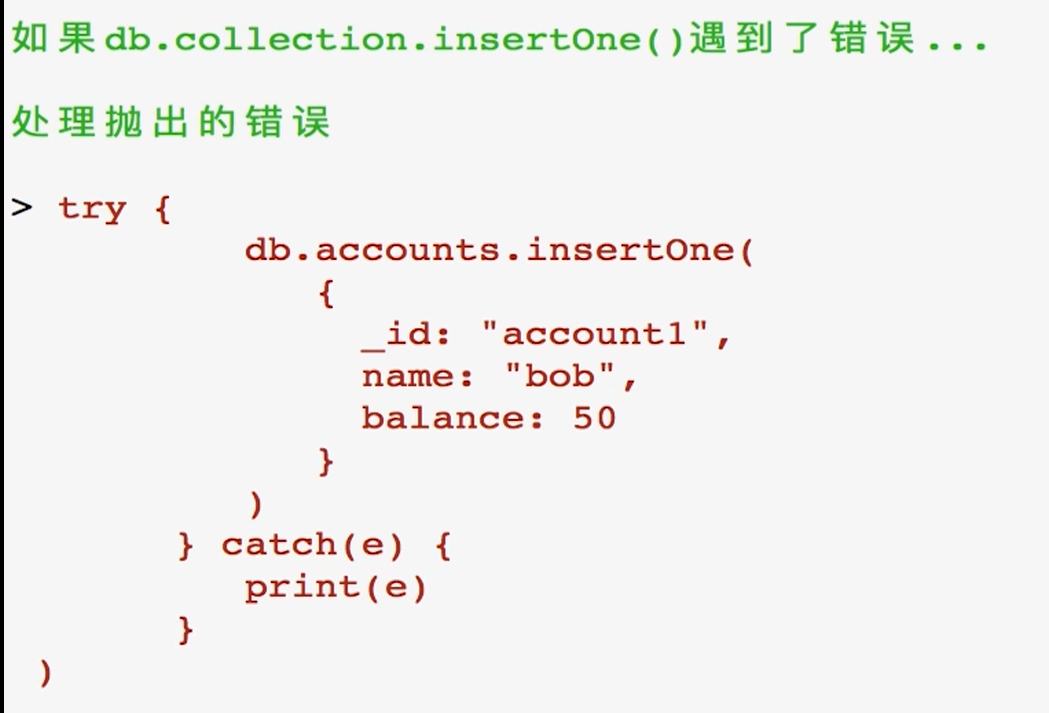 如果db.collection.insertOne()遇到了错误...
处理抛出的错误
> try {
db.accounts.insertOne(
{
_id: "account1",
name: "bob",
balance: 50
}
)
} catch(e) {
print(e)
}
)